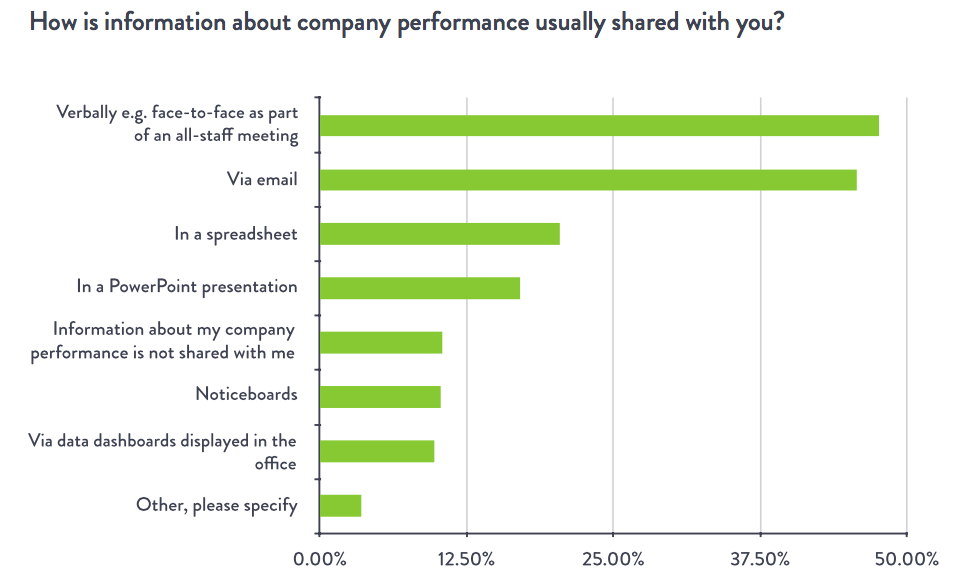 How is information about company performance usually shared with you?
Verbally e.g. face-to-face as part
of an all-staff meeting
Via email
In a spreadsheet
In a PowerPoint presentation
Information about my company
performance is not shared with me
Noticeboards
Via data dashboards displayed in the
office
Other, please specify
0.00% 12.50% 25.00% 37.50% 50.00%